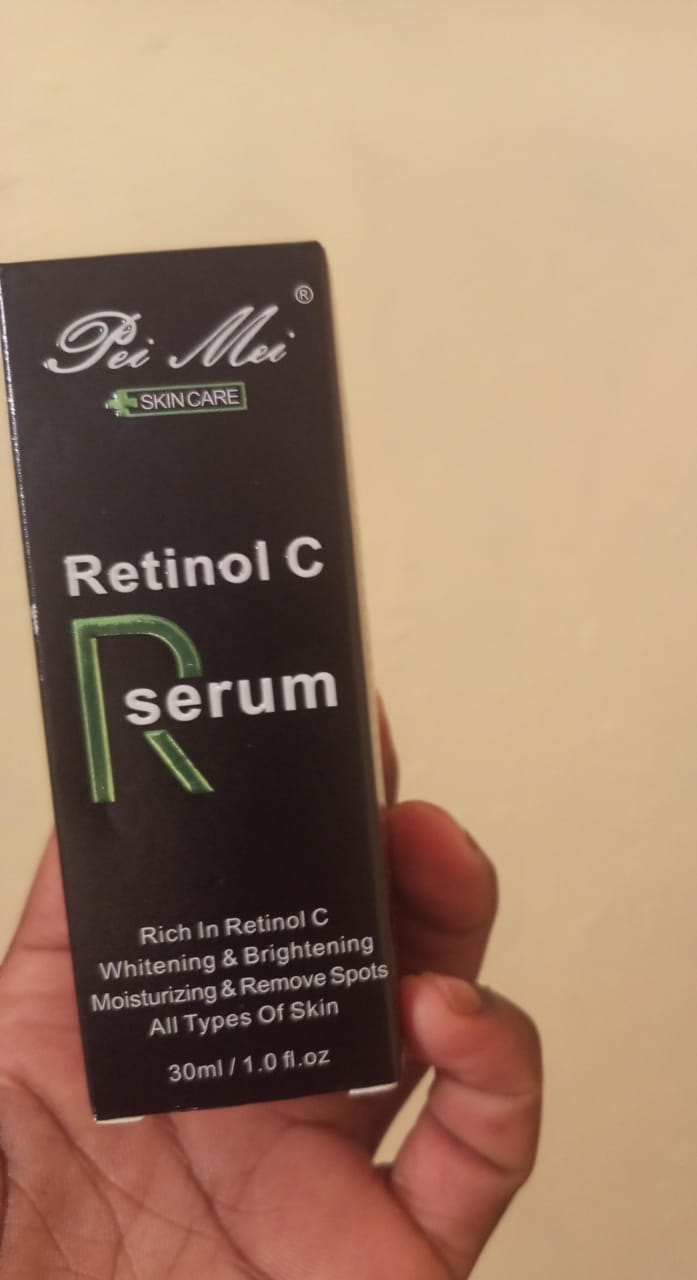 Pei Mei ®
SKIN CARE
Retinol C
R
serum
Rich In Retinol C
Whitening & Brightening
Moisturizing & Remove Spots
All Types Of Skin
30ml / 1.0 fl.oz